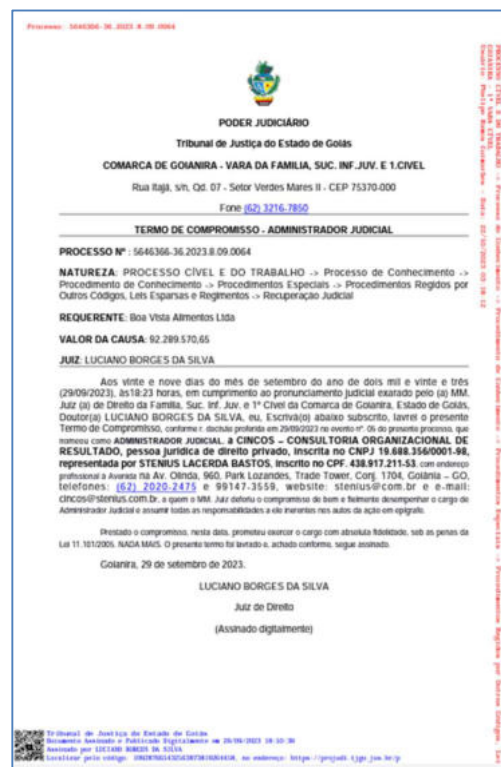 Processo: 5646366-36.2023.8.09.0064
PODER JUDICIÁRIO
Tribunal de Justiça do Estado de Goiás
COMARCA DE GOIANIRA - VARA DA FAMILIA, SUC. INF.JUV. E 1.CIVEL
Rua Itajá, s/n, Qd. 07 - Setor Verdes Mares II - CEP 75370-000
Fone (62) 3216-7850
TERMO DE COMPROMISSO - ADMINISTRADOR JUDICIAL
PROCESSO Nº : 5646366-36.2023.8.09.0064
NATUREZA: PROCESSO CÍVEL E DO TRABALHO -> Processo de Conhecimento ->
Procedimento de Conhecimento -> Procedimentos Especiais -> Procedimentos Regidos por
Outros Códigos, Leis Esparsas e Regimentos -> Recuperação Judicial
REQUERENTE: Boa Vista Alimentos Ltda
VALOR DA CAUSA: 92.289.570,65
JUIZ: LUCIANO BORGES DA SILVA
Aos vinte e nove dias do mês de setembro do ano de dois mil e vinte e três
(29/09/2023), às18:23 horas, em cumprimento ao pronunciamento judicial exarado pelo (a) MM.
Juiz (a) de Direito da Família, Suc. Inf. Juv. e 1º Cível da Comarca de Goianira, Estado de Goiás,
Doutor(a) LUCIANO BORGES DA SILVA, eu, Escrivã(o) abaixo subscrito, lavrei o presente
Termo de Compromisso, conforme r. decisão proferida em 29/09/2023 no evento nº. 05 do presente processo, que
nomeou como ADMINISTRADOR JUDICIAL, a CINCOS – CONSULTORIA ORGANIZACIONAL DE
RESULTADO, pessoa jurídica de direito privado, inscrita no CNPJ 19.688.356/0001-98,
representada por STENIUS LACERDA BASTOS, inscrito no CPF. 438.917.211-53, com endereço
profissional à Avenida na Av. Olinda, 960, Park Lozandes, Trade Tower, Conj. 1704, Goiânia – GO,
telefones: (62) 2020-2475 e 99147-3559, website: stenius@com.br e e-mail:
cincos@stenius.com.br, a quem o MM. Juiz deferiu o compromisso de bem e fielmente desempenhar o cargo de
Administrador Judicial e assumir todas as responsabilidades a ele inerentes nos autos da ação em epígrafe.
Prestado o compromisso, nesta data, prometeu exercer o cargo com absoluta fidelidade, sob as penas da
Lei 11.101/2005. NADA MAIS. O presente termo foi lavrado e, achado conforme, segue assinado.
Goianira, 29 de setembro de 2023.
LUCIANO BORGES DA SILVA
Juiz de Direito
(Assinado digitalmente)
Tribunal de Justiça do Estado de Goiás
Documento Assinado e Publicado Digitalmente em
Assinado por LUCIANO BORGES DA SILVA
Localizar pelo código: no endereço: https://projudi.tjgo.jus.br/p